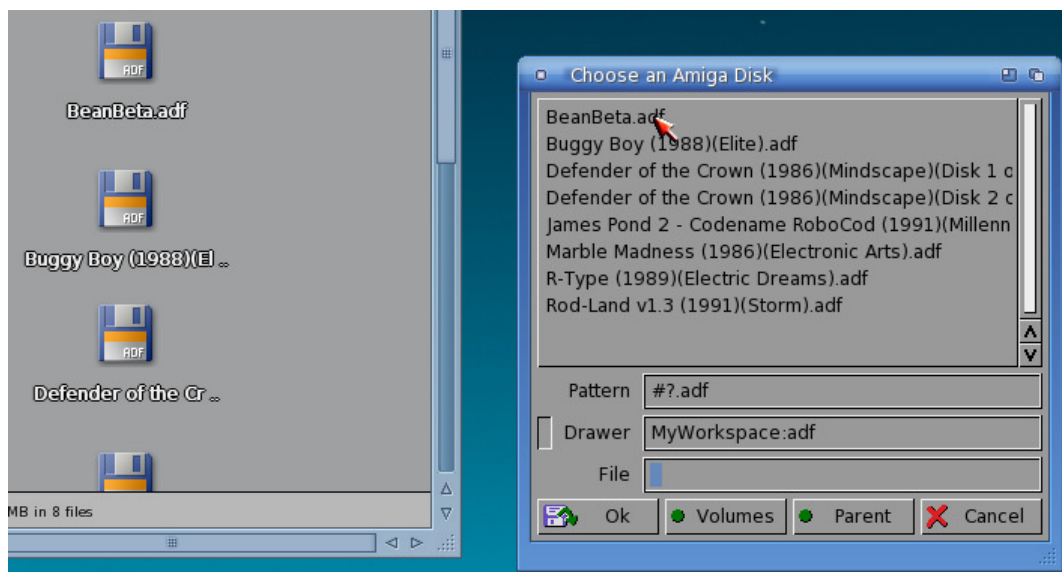 ADF
BeanBeta.adf
ADF
Buggy Boy (1988)(El ..
ADF
Defender of the Cr ..
MB in 8 files
Choose an Amiga Disk
BeanBeta.adf
Buggy Boy (1988)(Elite).adf
Defender of the Crown (1986)(Mindscape)(Disk 1 o
Defender of the Crown (1986)(Mindscape)(Disk 2 o
James Pond 2 - Codename RoboCod (1991)(Millenn
Marble Madness (1986)(Electronic Arts).adf
R-Type (1989)(Electric Dreams).adf
Rod-Land v1.3 (1991)(Storm).adf
Pattern #?.adf
Drawer MyWorkspace:adf
File
Ok Volumes Parent Cancel